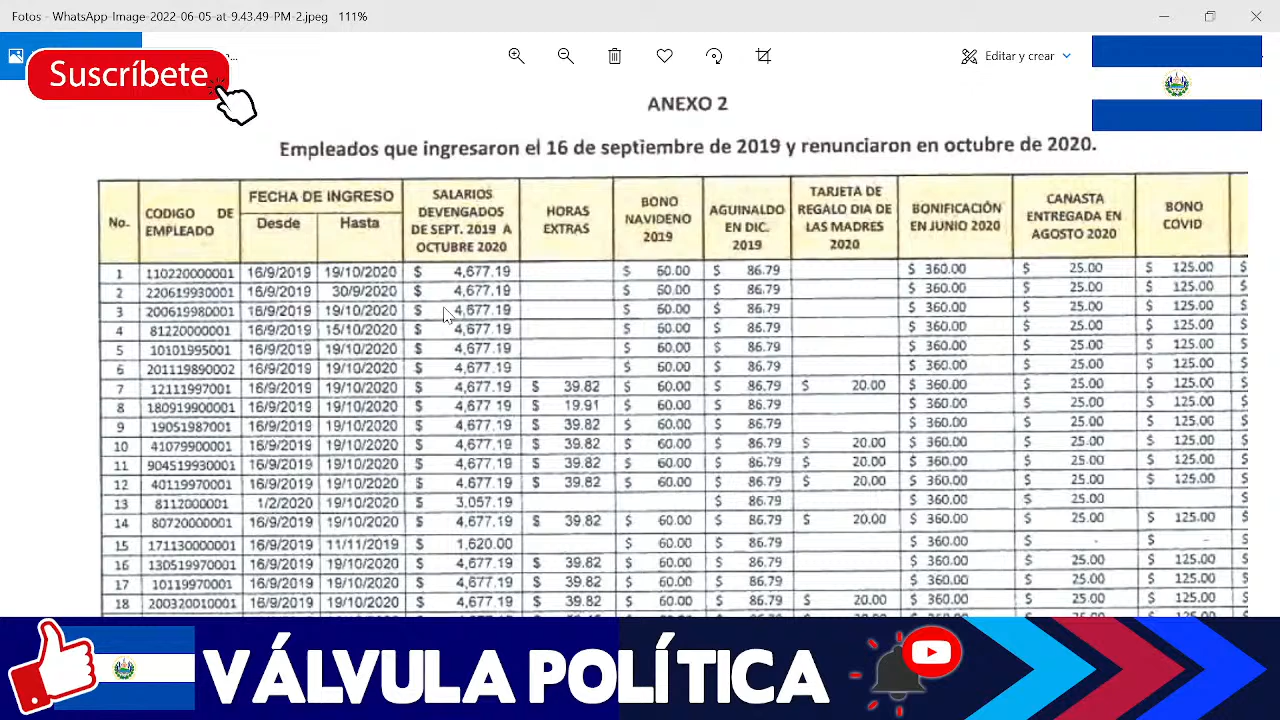 Fotos - WhatsApp-Image-2022-06-05-at-9.43.49-PM-2.jpeg 111%
Suscríbete
Editar y crear
ANEXO 2
Empleados que ingresaron el 16 de septiembre de 2019 y renunciaron en octubre de 2020.
No. CODIGO DE EMPLEADO FECHA DE INGRESO Desde Hasta SALARIOS DEVENGADOS DE SEPT. 2019 A OCTUBRE 2020 HORAS EXTRAS BONO NAVIDENO 2019 AGUINALDO EN DIC. 2019 TARJETA DE REGALO DIA DE LAS MADRES 2020 BONIFICACIÓN EN JUNIO 2020 CANASTA ENTREGADA EN AGOSTO 2020 BONO COVID
1 110220000001 16/9/2019 19/10/2020 $ 4,677.19 $ 60.00 $ 86.79 $ 360.00 $ 25.00 $ 125.00 $
2 220619930001 16/9/2019 30/9/2020 $ 4,677.19 $ 60.00 $ 86.79 $ 360.00 $ 25.00 $ 125.00 $
3 200619980001 16/9/2019 19/10/2020 $ 4,677.19 $ 60.00 $ 86.79 $ 360.00 $ 25.00 $ 125.00 $
4 81220000001 16/9/2019 15/10/2020 $ 4,677.19 $ 60.00 $ 86.79 $ 360.00 $ 25.00 $ 125.00 $
5 10101995001 16/9/2019 19/10/2020 $ 4,677.19 $ 60.00 $ 86.79 $ 360.00 $ 25.00 $ 125.00 $
6 201119890002 16/9/2019 19/10/2020 $ 4,677.19 $ 60.00 $ 86.79 $ 360.00 $ 25.00 $ 125.00 $
7 12111997001 16/9/2019 19/10/2020 $ 4,677.19 $ 39.82 $ 60.00 $ 86.79 $ 20.00 $ 360.00 $ 25.00 $ 125.00 $
8 180919900001 16/9/2019 19/10/2020 $ 4,677 19 $ 19.91 $ 60.00 $ 86.79 $ 360.00 $ 25.00 $ 125.00 $
9 19051987001 16/9/2019 19/10/2020 $ 4,677.19 $ 39.82 $ 60.00 $ 86.79 $ 360.00 $ 25.00 $ 125.00 $
10 41079900001 16/9/2019 19/10/2020 $ 4,677.19 $ 39.82 $ 60.00 $ 86.79 $ 20.00 $ 360.00 $ 25.00 $ 125.00 $
11 904519930001 16/9/2019 19/10/2020 $ 4,677.19 $ 39.82 $ 60.00 $ 86.79 $ 20.00 $ 360.00 $ 25.00 $ 125.00 $
12 40119970001 16/9/2019 19/10/2020 $ 4,677.19 $ 39.82 $ 60.00 $ 86.79 $ 20.00 $ 360.00 $ 25.00 $ 125.00 $
13 8112000001 1/2/2020 19/10/2020 $ 3.057.19 $ 86.79 $ 360.00 $ 25.00 $
14 80720000001 16/9/2019 19/10/2020 $ 4,677.19 $ 39.82 $ 60.00 $ 86.79 $ 20.00 $ 360.00 $ 25.00 $ 125.00 $
15 171130000001 16/9/2019 11/11/2019 $ 1,620.00 $ 60.00 $ 86.79 $ 360.00 $ - $ - $
16 130519970001 16/9/2019 19/10/2020 $ 4,677.19 $ 39.82 $ 60.00 $ 86.79 $ 360.00 $ 25.00 $ 125.00 $
17 10119970001 16/9/2019 19/10/2020 $ 4,677.19 $ 39.82 $ 60.00 $ 86.79 $ 360.00 $ 25.00 $ 125.00 $
18 200320010001 16/9/2019 19/10/2020 $ 4,677.19 $ 39.82 $ 60.00 $ 86.79 $ 20.00 $ 360.00 $ 25.00 $ 125.00 $
VÁLVULA POLÍTICA